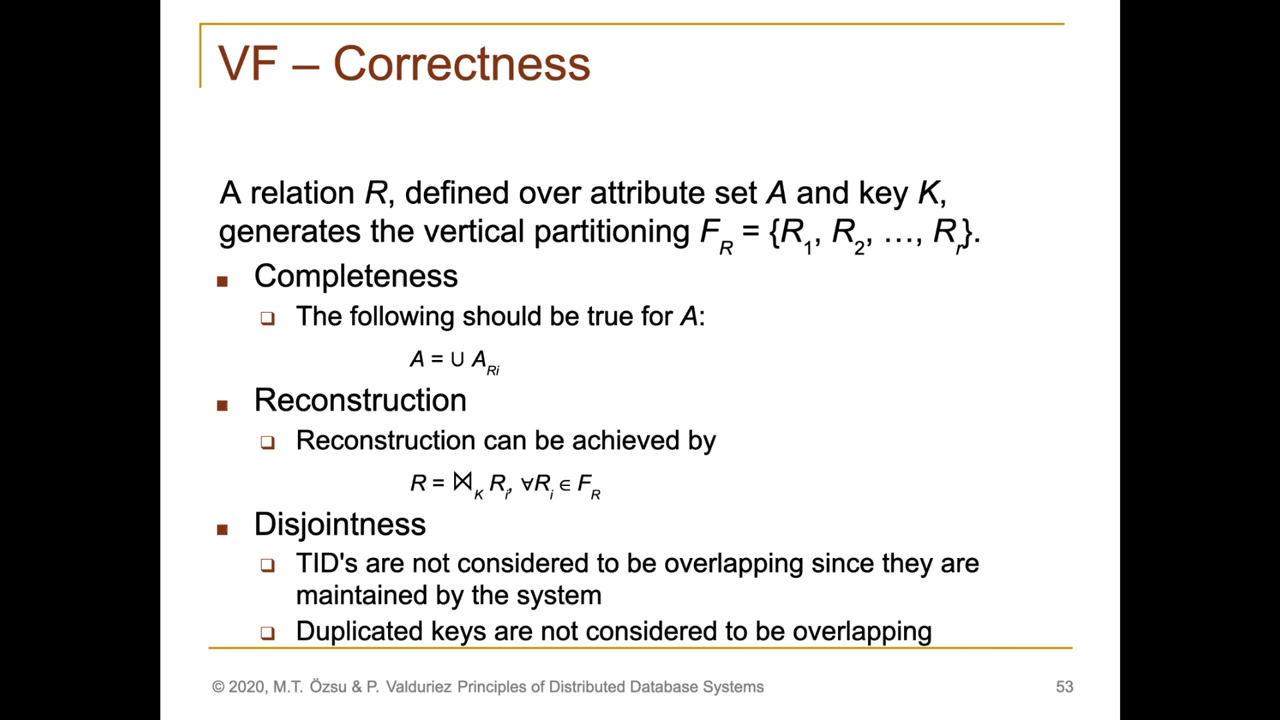 VF – Correctness
A relation R, defined over attribute set A and key K,
generates the vertical partitioning F_R = {R_1, R_2, …, R_r}.
■ Completeness
❑ The following should be true for A:
A = ∪ A_Ri
■ Reconstruction
❑ Reconstruction can be achieved by
R = ⋈_K R_i, ∀R_i ∈ F_R
■ Disjointness
❑ TID's are not considered to be overlapping since they are
maintained by the system
❑ Duplicated keys are not considered to be overlapping
© 2020, M.T. Özsu & P. Valduriez Principles of Distributed Database Systems 53